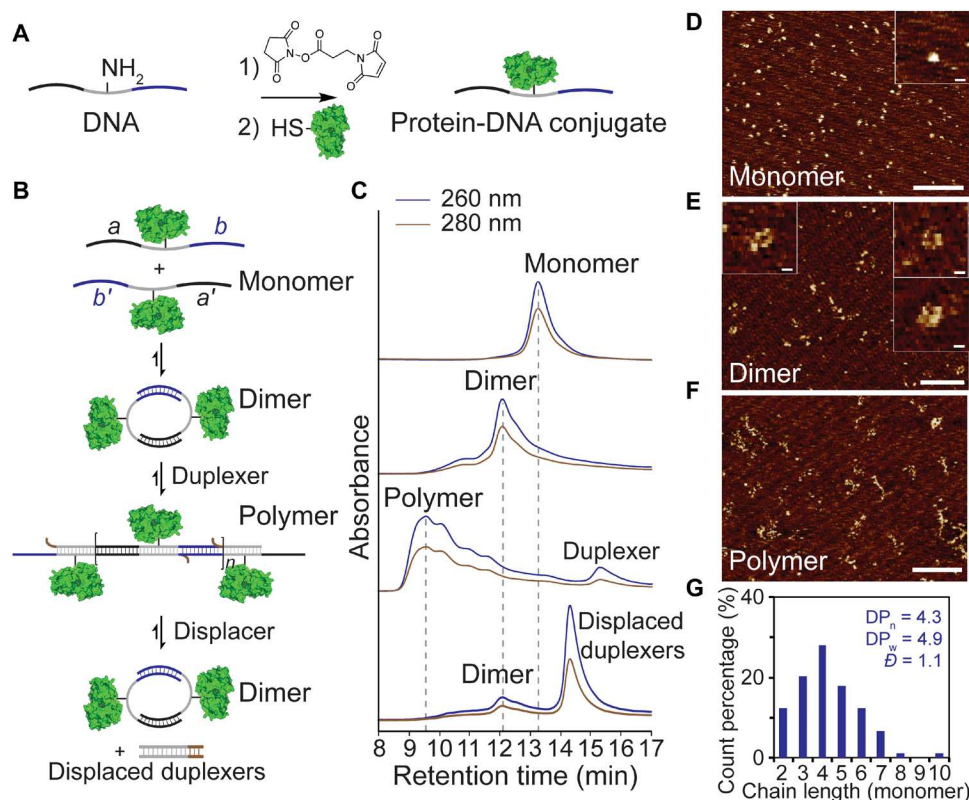 A
NH2
DNA
1)
O
O
N
O
O
O
N
O
2) HS
Protein-DNA conjugate
B
a
b
+
b'
a'
Monomer
Dimer
Duplexer
Polymer
n
Displacer
Dimer
+
Displaced duplexers
C
260 nm
280 nm
Monomer
Dimer
Polymer
Duplexer
Displaced
duplexers
Dimer
Absorbance
8 9 10 11 12 13 14 15 16 17
Retention time (min)
D
Monomer
E
Dimer
F
Polymer
G
Count percentage (%)
40
20
0
DPn = 4.3
DPw = 4.9
Đ = 1.1
2 3 4 5 6 7 8 9 10
Chain length (monomer)